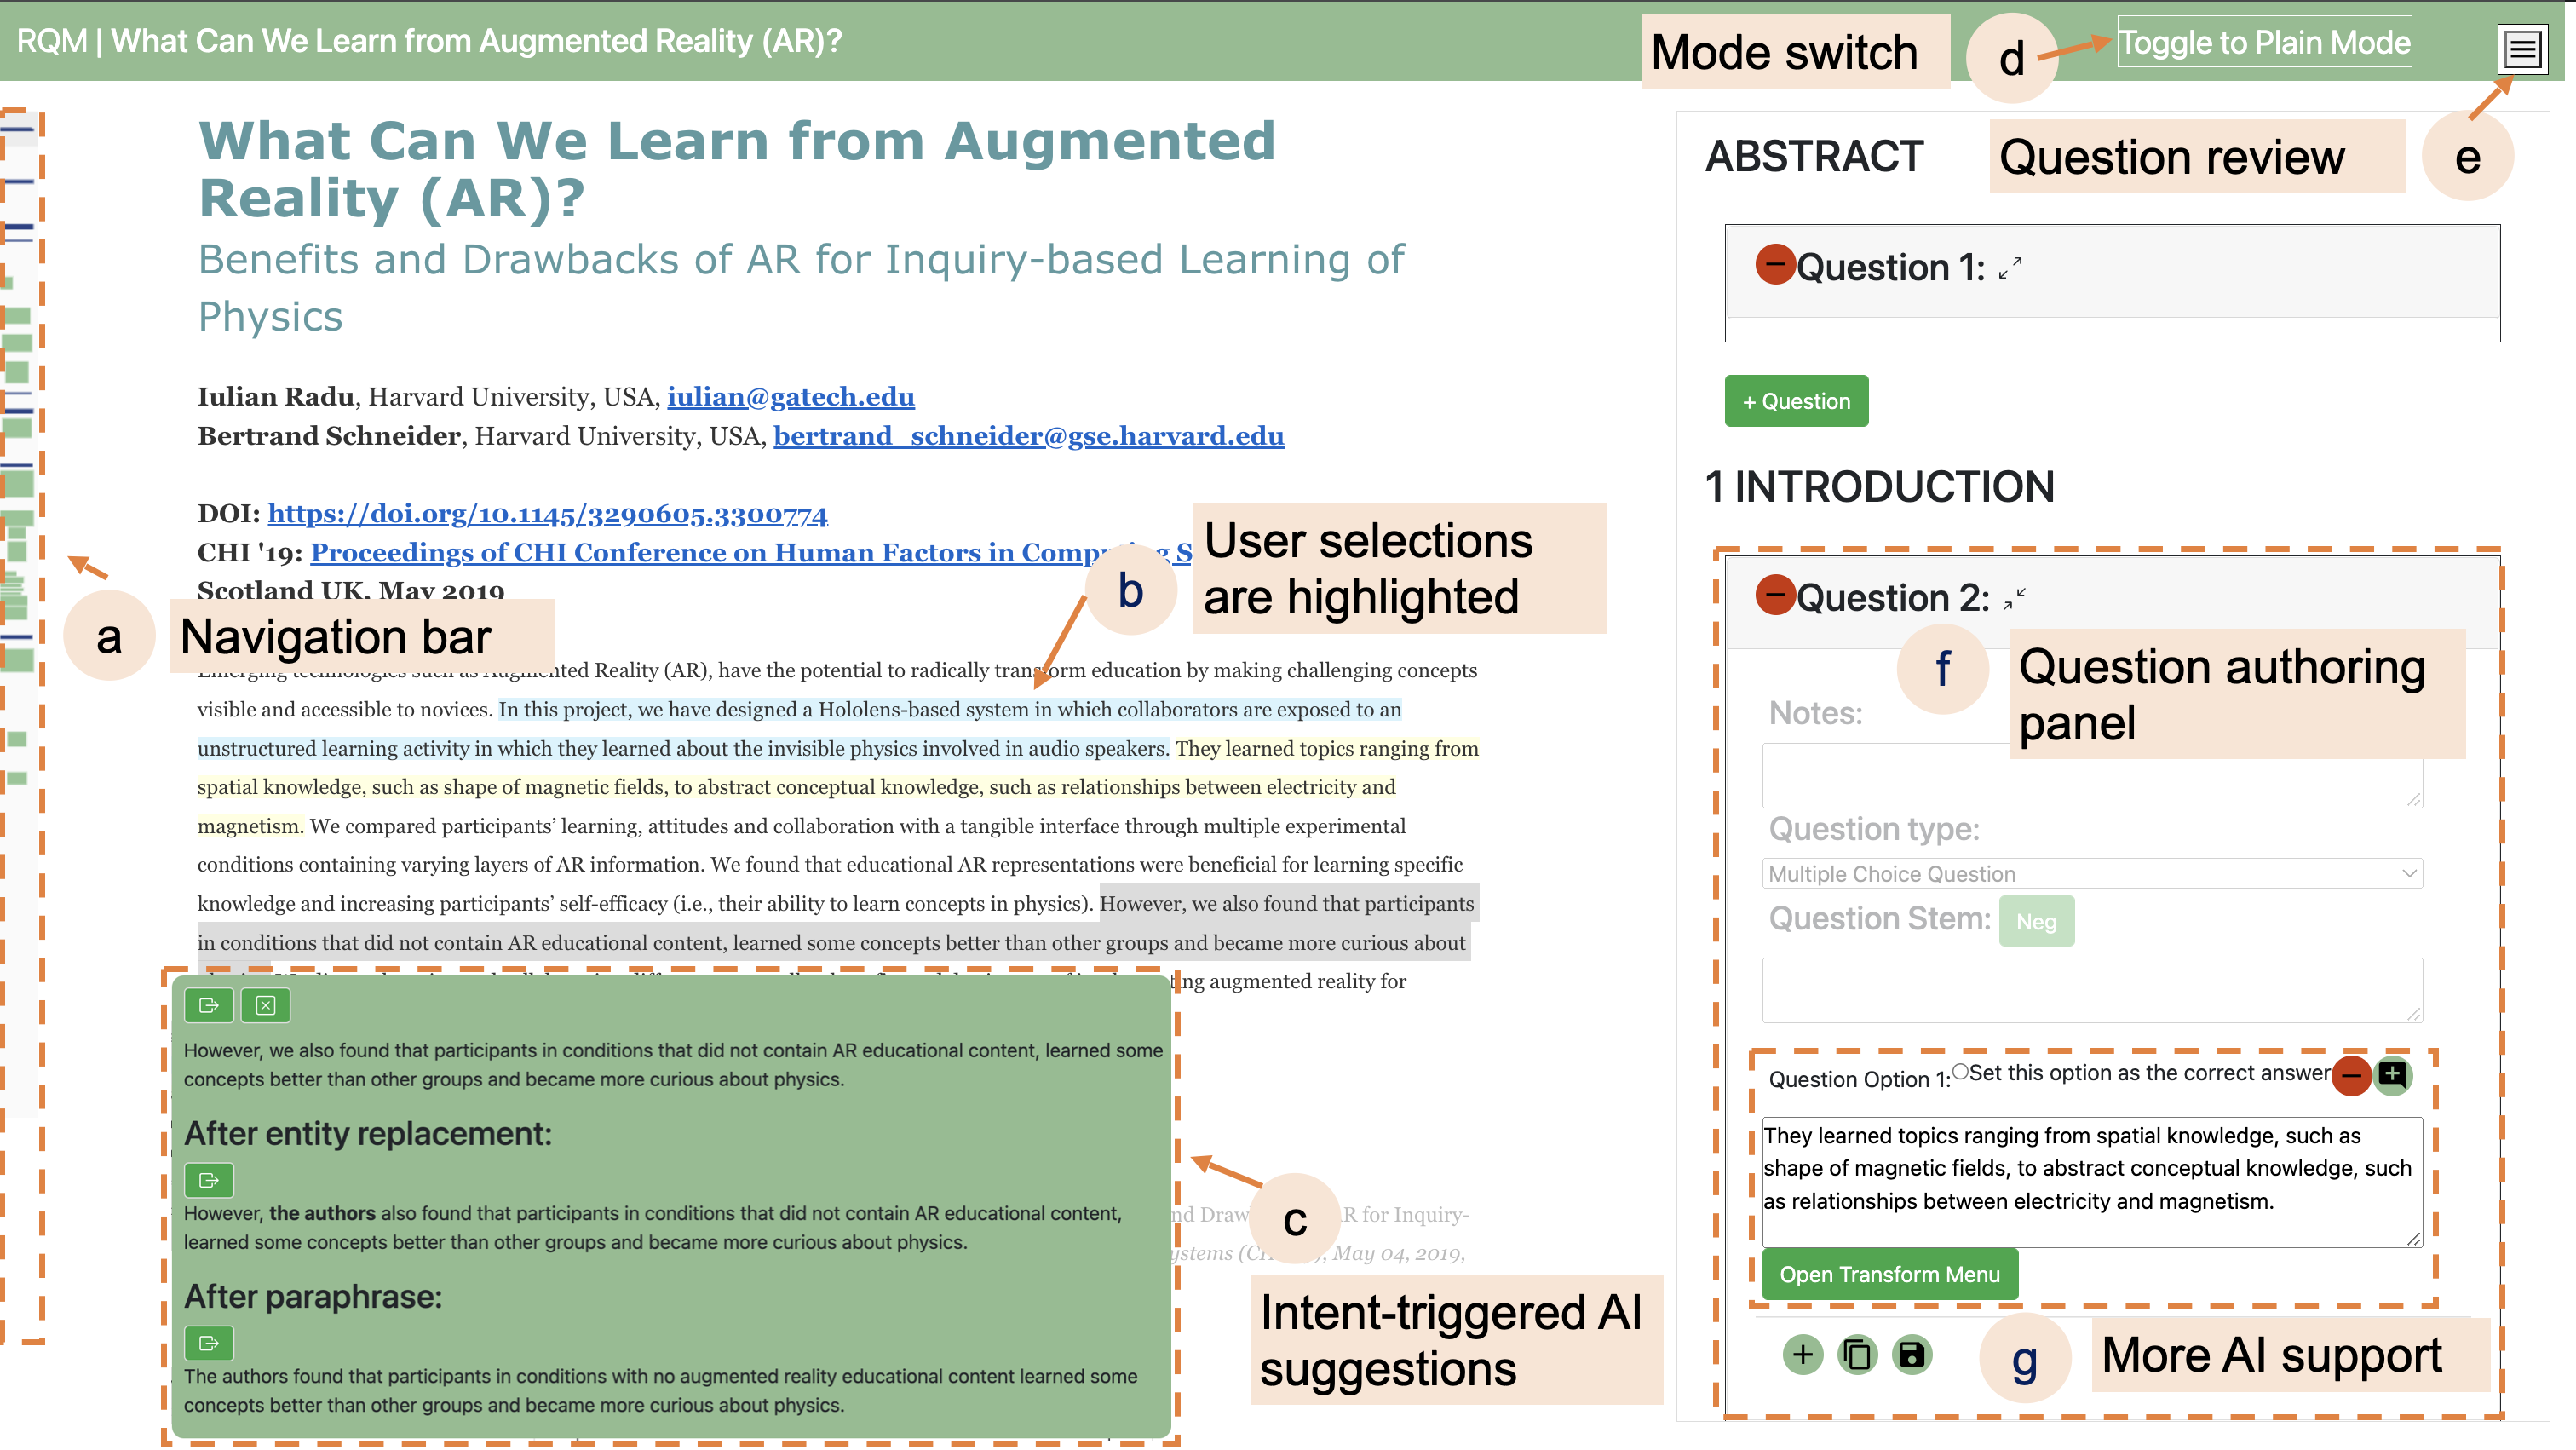 RQM | What Can We Learn from Augmented Reality (AR)?
Mode switch
d
Toggle to Plain Mode
Question review
e
What Can We Learn from Augmented
Reality (AR)?
Benefits and Drawbacks of AR for Inquiry-based Learning of
Physics
Iulian Radu, Harvard University, USA, iulian@gatech.edu
Bertrand Schneider, Harvard University, USA, bertrand_schneider@gse.harvard.edu
DOI: https://doi.org/10.1145/3290605.3300774
CHI '19: Proceedings of CHI Conference on Human Factors in
Scotland UK, May 2019
a
Navigation bar
b
User selections
are highlighted
Emerging technologies such as Augmented Reality (AR), have the potential to radically transform education by making challenging concepts
visible and accessible to novices. In this project, we have designed a Hololens-based system in which collaborators are exposed to an
unstructured learning activity in which they learned about the invisible physics involved in audio speakers. They learned topics ranging from
spatial knowledge, such as shape of magnetic fields, to abstract conceptual knowledge, such as relationships between electricity and
magnetism. We compared participants’ learning, attitudes and collaboration with a tangible interface through multiple experimental
conditions containing varying layers of AR information. We found that educational AR representations were beneficial for learning specific
knowledge and increasing participants’ self-efficacy (i.e., their ability to learn concepts in physics). However, we also found that participants
in conditions that did not contain AR educational content, learned some concepts better than other groups and became more curious about
augmented reality for
However, we also found that participants in conditions that did not contain AR educational content, learned some
concepts better than other groups and became more curious about physics.
After entity replacement:
However, the authors also found that participants in conditions that did not contain AR educational content,
learned some concepts better than other groups and became more curious about physics.
After paraphrase:
The authors found that participants in conditions with no augmented reality educational content learned some
concepts better than other groups and became more curious about physics.
c
Intent-triggered AI
suggestions
for Inquiry-
May 04, 2019,
ABSTRACT
Question 1:
+ Question
1 INTRODUCTION
Question 2:
f
Question authoring
panel
Notes:
Question type:
Multiple Choice Question
Question Stem: Neg
Question Option 1: Set this option as the correct answer
They learned topics ranging from spatial knowledge, such as
shape of magnetic fields, to abstract conceptual knowledge, such
as relationships between electricity and magnetism.
Open Transform Menu
g
More AI support